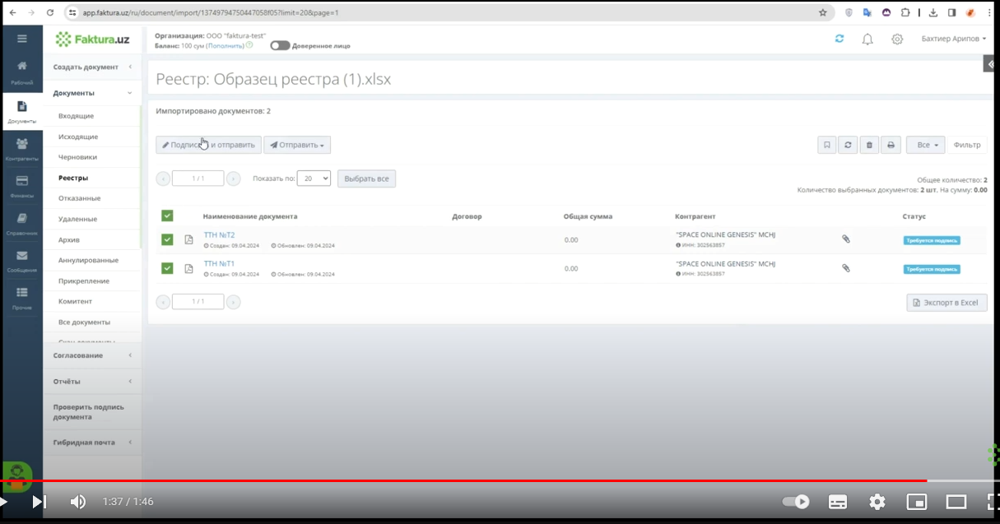 app.faktura.uz/ru/document/import/13749794750447058f05?limit=20&page=1
Faktura.uz
Организация: ООО "faktura-test"
Баланс: 100 сум (Пополнить)
Доверенное лицо
Бахтиер Арипов
Рабочий
Документы
Контрагенты
Финансы
Справочник
Сообщения
Прочие
Создать документ
Документы
Входящие
Исходящие
Черновики
Реестры
Отказанные
Удаленные
Архив
Аннулированные
Прикрепление
Комитент
Все документы
Согласование
Отчёты
Проверить подпись
документа
Гибридная почта
Реестр: Образец реестра (1).xlsx
Импортировано документов: 2
и отправить
Отправить
Все
Фильтр
1 / 1
Показать по:
20
Выбрать все
Общее количество: 2
Количество выбранных документов: 2 шт. На сумму: 0.00
Наименование документа
Договор
Общая сумма
Контрагент
Статус
ТТН №T2
Создан: 09.04.2024 Обновлен: 09.04.2024
0.00
"SPACE ONLINE GENESIS" MCHJ
ИНН: 302563857
Требуется подпись
ТТН №T1
Создан: 09.04.2024 Обновлен: 09.04.2024
0.00
"SPACE ONLINE GENESIS" MCHJ
ИНН: 302563857
Требуется подпись
1 / 1
Экспорт в Excel
1:37 / 1:46